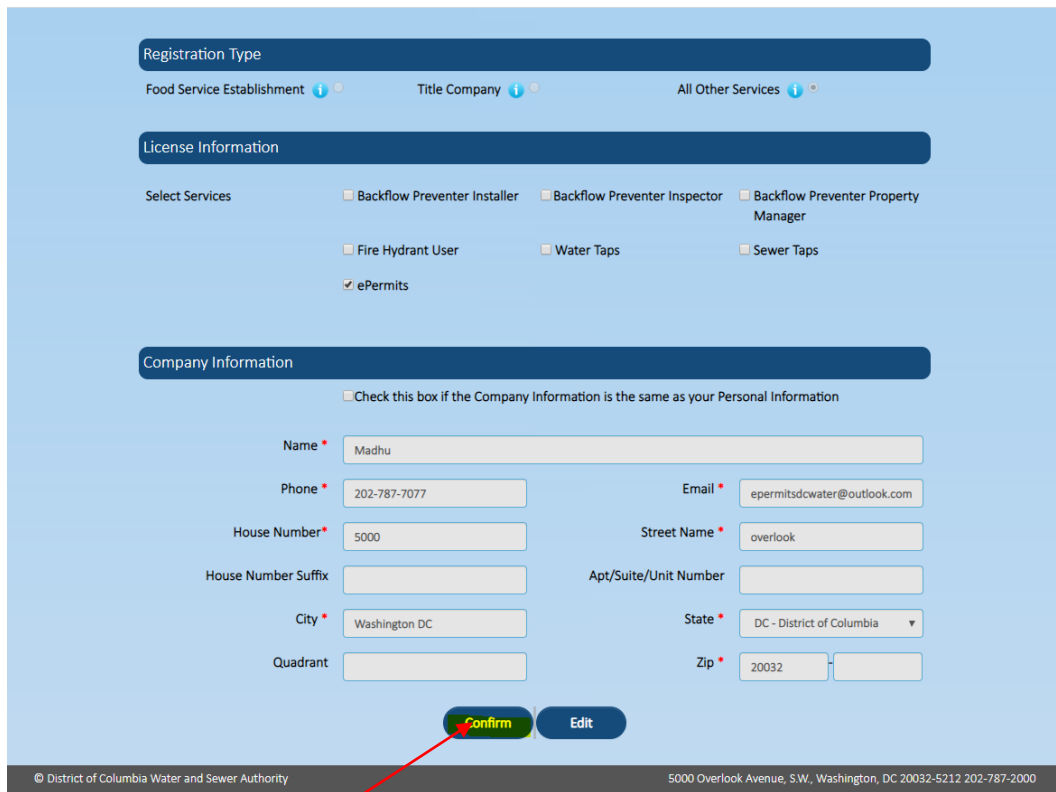 Registration Type
Food Service Establishment i Title Company i All Other Services i
License Information
Select Services Backflow Preventer Installer Backflow Preventer Inspector Backflow Preventer Property
Manager
Fire Hydrant User Water Taps Sewer Taps
ePermits
Company Information
Check this box if the Company Information is the same as your Personal Information
Name * Madhu
Phone * 202-787-7077 Email * epermitsdcwater@outlook.com
House Number* 5000 Street Name * overlook
House Number Suffix Apt/Suite/Unit Number
City * Washington DC State * DC - District of Columbia
Quadrant Zip * 20032 -
Confirm Edit
© District of Columbia Water and Sewer Authority 5000 Overlook Avenue, S.W., Washington, DC 20032-5212 202-787-2000